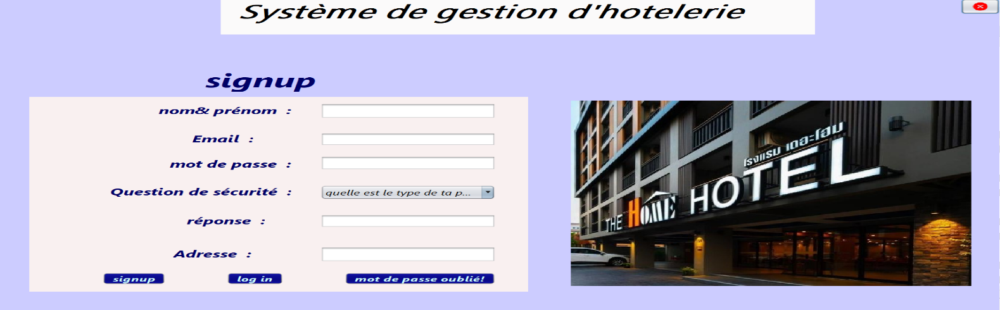 Système de gestion d'hotelerie
signup
nom& prénom :
Email :
mot de passe :
Question de sécurité : quelle est le type de ta p...
réponse :
Adresse :
signup log in mot de passe oublié!
โรงแรม เดอะโฮม
THE HOME HOTEL